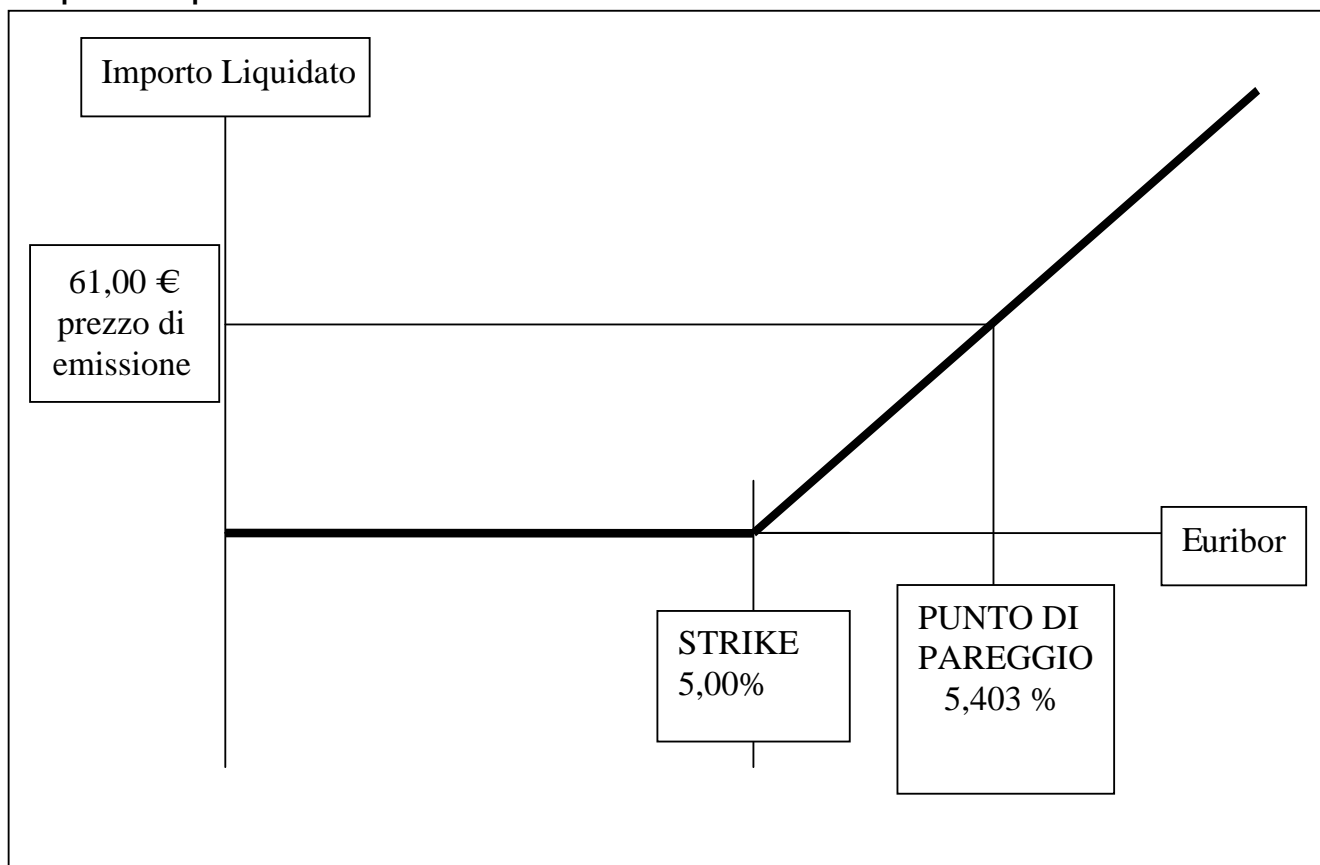 Importo Liquidato
61,00 €
prezzo di
emissione
Euribor
STRIKE
5,00%
PUNTO DI
PAREGGIO
5,403 %